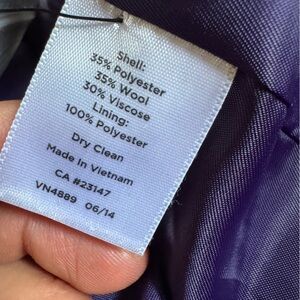 Shell:
35% Polyester
35% Wool
30% Viscose
Lining:
100% Polyester
Dry Clean
Made in Vietnam
CA #23147
VN4889 06/14